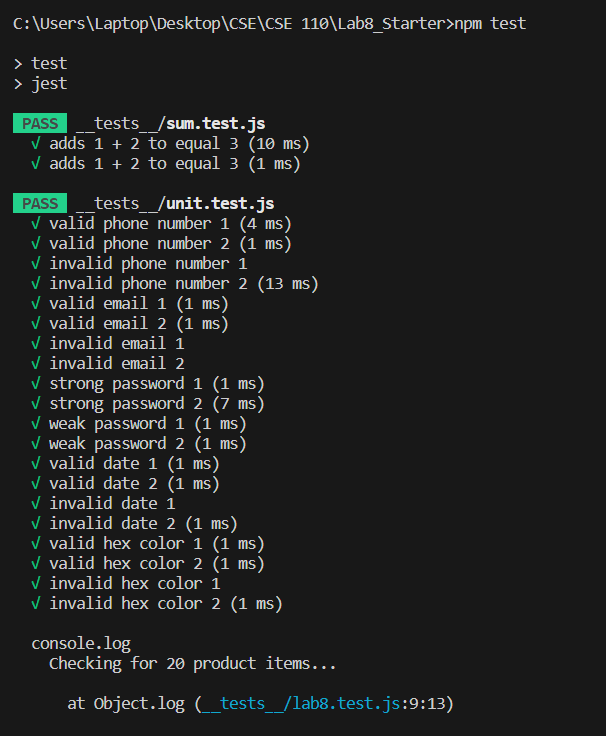 C:\Users\Laptop\Desktop\CSE\CSE 110\Lab8_Starter>npm test
> test
> jest
PASS __tests__/sum.test.js
√ adds 1 + 2 to equal 3 (10 ms)
√ adds 1 + 2 to equal 3 (1 ms)
PASS __tests__/unit.test.js
√ valid phone number 1 (4 ms)
√ valid phone number 2 (1 ms)
√ invalid phone number 1
√ invalid phone number 2 (13 ms)
√ valid email 1 (1 ms)
√ valid email 2 (1 ms)
√ invalid email 1
√ invalid email 2
√ strong password 1 (1 ms)
√ strong password 2 (7 ms)
√ weak password 1 (1 ms)
√ weak password 2 (1 ms)
√ valid date 1 (1 ms)
√ valid date 2 (1 ms)
√ invalid date 1
√ invalid date 2 (1 ms)
√ valid hex color 1 (1 ms)
√ valid hex color 2 (1 ms)
√ invalid hex color 1
√ invalid hex color 2 (1 ms)
console.log
Checking for 20 product items...
at Object.log (__tests__/lab8.test.js:9:13)